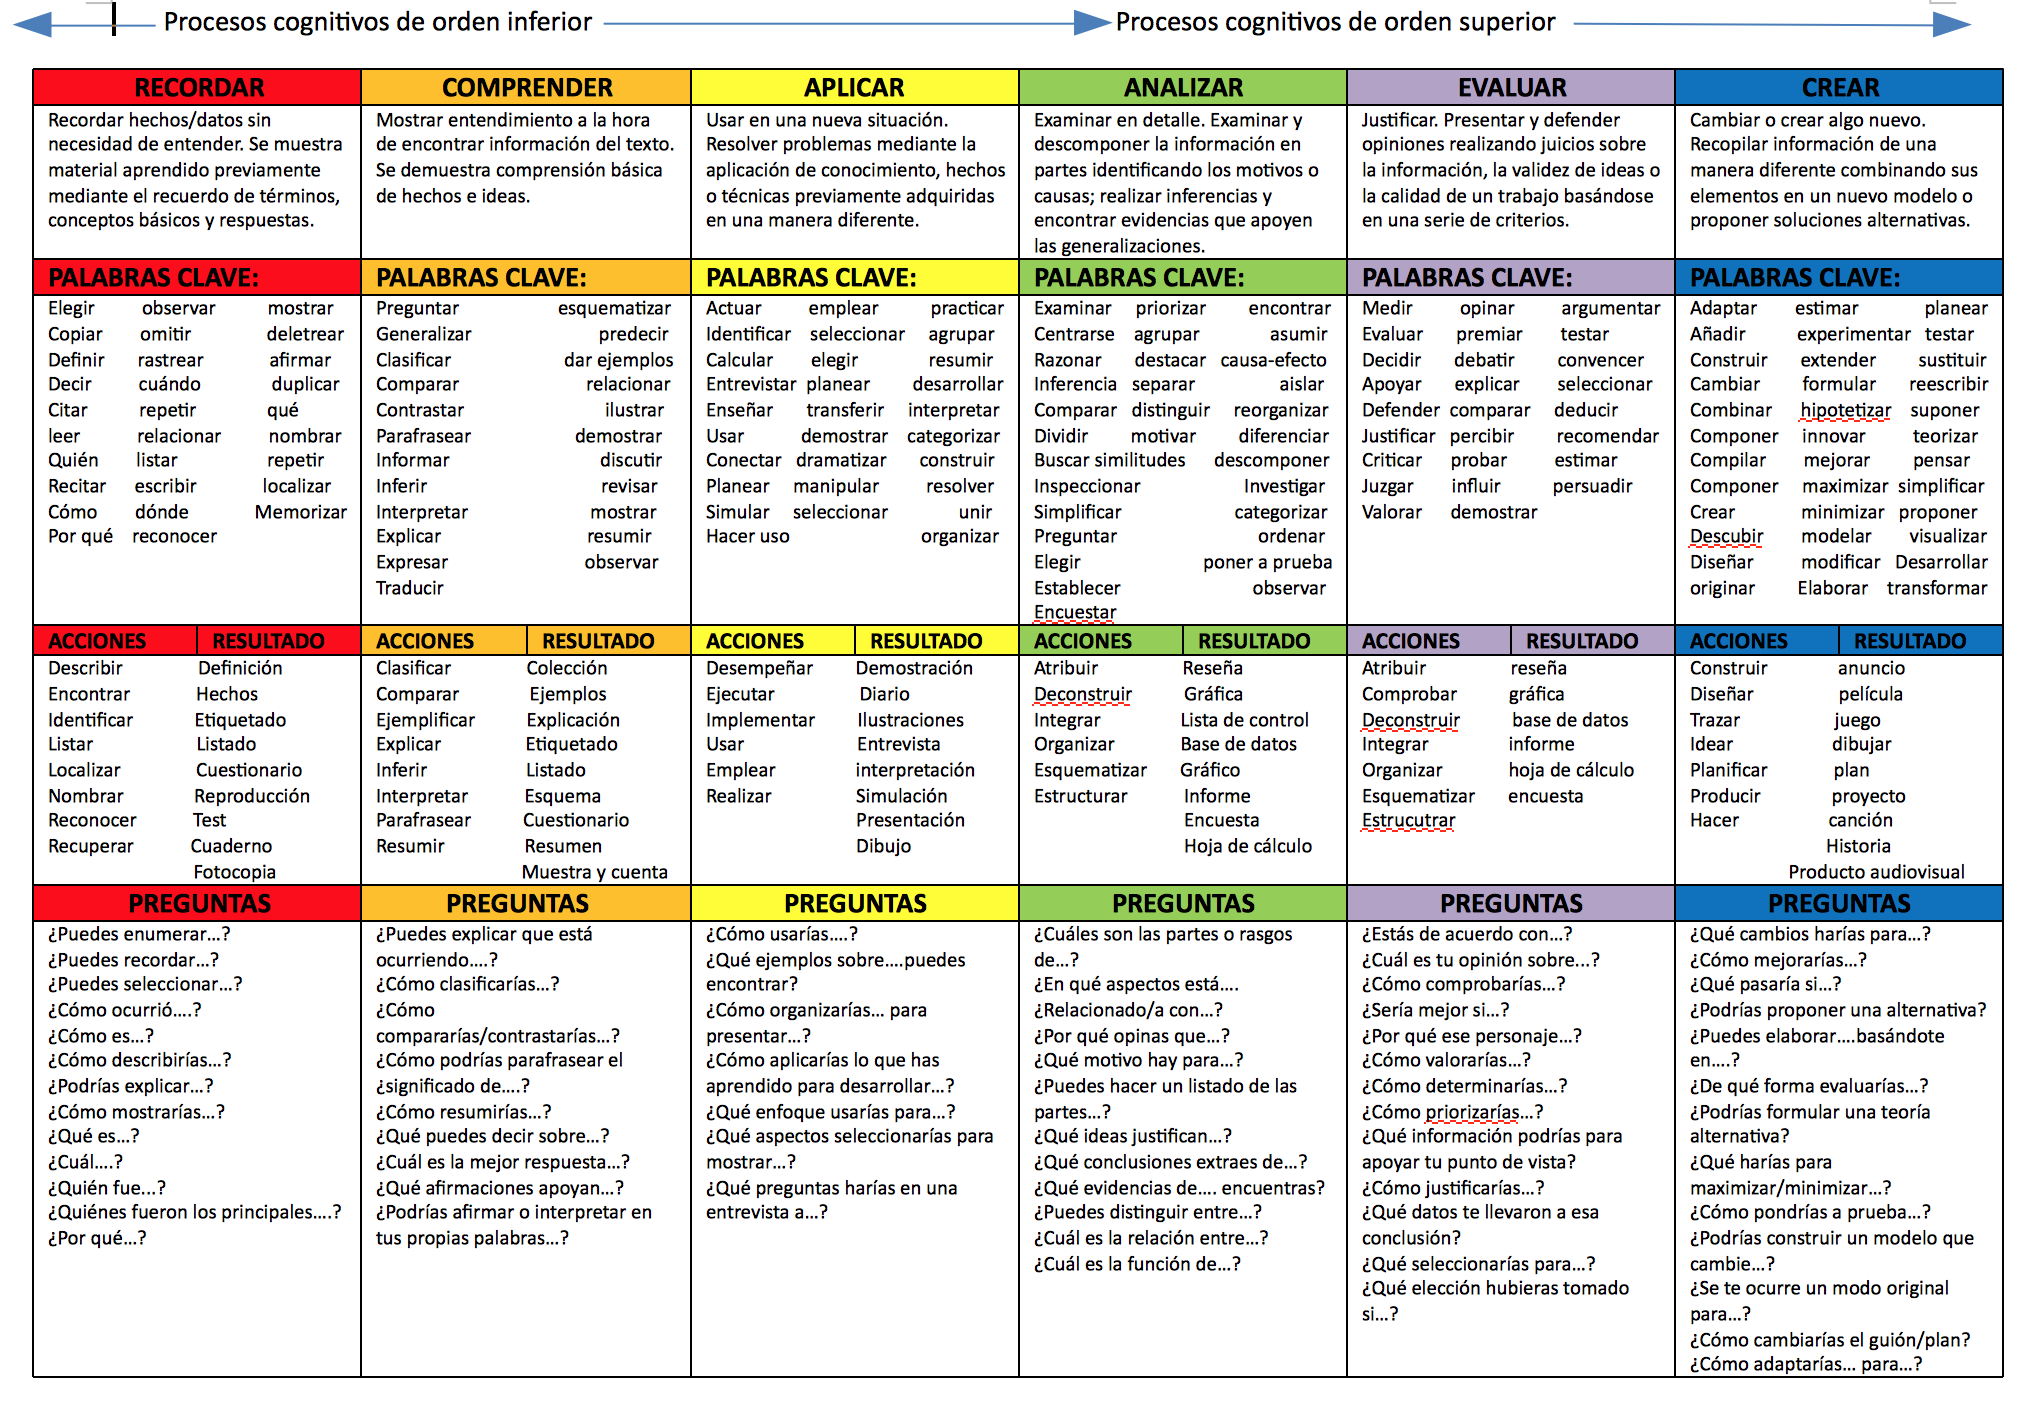 Procesos cognitivos de orden inferior
Procesos cognitivos de orden superior
RECORDAR
Recordar hechos/datos sin
necesidad de entender. Se muestra
material aprendido previamente
mediante el recuerdo de términos,
conceptos básicos y respuestas.
PALABRAS CLAVE:
Elegir observar mostrar
Copiar omitir deletrear
Definir rastrear afirmar
Decir cuándo duplicar
Citar repetir qué
leer relacionar nombrar
Quién listar repetir
Recitar escribir localizar
Cómo dónde Memorizar
Por qué reconocer
ACCIONES RESULTADO
Describir Definición
Encontrar Hechos
Identificar Etiquetado
Listar Listado
Localizar Cuestionario
Nombrar Reproducción
Reconocer Test
Recuperar Cuaderno
Fotocopia
PREGUNTAS
¿Puedes enumerar...?
¿Puedes recordar...?
¿Puedes seleccionar...?
¿Cómo ocurrió....?
¿Cómo es...?
¿Cómo describirías...?
¿Podrías explicar...?
¿Cómo mostrarías...?
¿Qué es...?
¿Cuál....?
¿Quién fue...?
¿Quiénes fueron los principales....?
¿Por qué...?
COMPRENDER
Mostrar entendimiento a la hora
de encontrar información del texto.
Se demuestra comprensión básica
de hechos e ideas.
PALABRAS CLAVE:
Preguntar esquematizar
Generalizar predecir
Clasificar dar ejemplos
Comparar relacionar
Contrastar ilustrar
Parafrasear demostrar
Informar discutir
Inferir revisar
Interpretar mostrar
Explicar resumir
Expresar observar
Traducir
ACCIONES RESULTADO
Clasificar Colección
Comparar Ejemplos
Ejemplificar Explicación
Explicar Etiquetado
Inferir Listado
Interpretar Esquema
Parafrasear Cuestionario
Resumir Resumen
Muestra y cuenta
PREGUNTAS
¿Puedes explicar que está
ocurriendo....?
¿Cómo clasificarías...?
¿Cómo
compararías/contrastarías...?
¿Cómo podrías parafrasear el
¿significado de....?
¿Cómo resumirías...?
¿Qué puedes decir sobre...?
¿Cuál es la mejor respuesta...?
¿Qué afirmaciones apoyan...?
¿Podrías afirmar o interpretar en
tus propias palabras...?
APLICAR
Usar en una nueva situación.
Resolver problemas mediante la
aplicación de conocimiento, hechos
o técnicas previamente adquiridas
en una manera diferente.
PALABRAS CLAVE:
Actuar emplear practicar
Identificar seleccionar agrupar
Calcular elegir resumir
Entrevistar planear desarrollar
Enseñar transferir interpretar
Usar demostrar categorizar
Conectar dramatizar construir
Planear manipular resolver
Simular seleccionar unir
Hacer uso organizar
ACCIONES RESULTADO
Desempeñar Demostración
Ejecutar Diario
Implementar Ilustraciones
Usar Entrevista
Emplear interpretación
Realizar Simulación
Presentación
Dibujo
PREGUNTAS
¿Cómo usarías....?
¿Qué ejemplos sobre....puedes
encontrar?
¿Cómo organizarías... para
presentar...?
¿Cómo aplicarías lo que has
aprendido para desarrollar...?
¿Qué enfoque usarías para...?
¿Qué aspectos seleccionarías para
mostrar...?
¿Qué preguntas harías en una
entrevista a...?
ANALIZAR
Examinar en detalle. Examinar y
descomponer la información en
partes identificando los motivos o
causas; realizar inferencias y
encontrar evidencias que apoyen
las generalizaciones.
PALABRAS CLAVE:
Examinar priorizar encontrar
Centrarse agrupar asumir
Razonar destacar causa-efecto
Inferencia separar aislar
Comparar distinguir reorganizar
Dividir motivar diferenciar
Buscar similitudes descomponer
Inspeccionar Investigar
Simplificar categorizar
Preguntar ordenar
Elegir poner a prueba
Establecer observar
Encuestar
ACCIONES RESULTADO
Atribuir Reseña
Deconstruir Gráfica
Integrar Lista de control
Organizar Base de datos
Esquematizar Gráfico
Estructurar Informe
Encuesta
Hoja de cálculo
PREGUNTAS
¿Cuáles son las partes o rasgos
de...?
¿En qué aspectos está....
¿Relacionado/a con...?
¿Por qué opinas que...?
¿Qué motivo hay para...?
¿Puedes hacer un listado de las
partes...?
¿Qué ideas justifican...?
¿Qué conclusiones extraes de...?
¿Qué evidencias de.... encuentras?
¿Puedes distinguir entre...?
¿Cuál es la relación entre...?
¿Cuál es la función de...?
EVALUAR
Justificar. Presentar y defender
opiniones realizando juicios sobre
la información, la validez de ideas o
la calidad de un trabajo basándose
en una serie de criterios.
PALABRAS CLAVE:
Medir opinar argumentar
Evaluar premiar testar
Decidir debatir convencer
Apoyar explicar seleccionar
Defender comparar deducir
Justificar percibir recomendar
Criticar probar estimar
Juzgar influir persuadir
Valorar demostrar
ACCIONES RESULTADO
Atribuir reseña
Comprobar gráfica
Deconstruir base de datos
Integrar informe
Organizar hoja de cálculo
Esquematizar encuesta
Estrucutrar
PREGUNTAS
¿Estás de acuerdo con...?
¿Cuál es tu opinión sobre...?
¿Cómo comprobarías...?
¿Sería mejor si...?
¿Por qué ese personaje...?
¿Cómo valorarías...?
¿Cómo determinarías...?
¿Cómo priorizarías...?
¿Qué información podrías para
apoyar tu punto de vista?
¿Cómo justificarías...?
¿Qué datos te llevaron a esa
conclusión?
¿Qué seleccionarías para...?
¿Qué elección hubieras tomado
si...?
CREAR
Cambiar o crear algo nuevo.
Recopilar información de una
manera diferente combinando sus
elementos en un nuevo modelo o
proponer soluciones alternativas.
PALABRAS CLAVE:
Adaptar estimar planear
Añadir experimentar testar
Construir extender sustituir
Cambiar formular reescribir
Combinar hipotetizar suponer
Componer innovar teorizar
Compilar mejorar pensar
Componer maximizar simplificar
Crear minimizar proponer
Descubir modelar visualizar
Diseñar modificar Desarrollar
originar Elaborar transformar
ACCIONES RESULTADO
Construir anuncio
Diseñar película
Trazar juego
Idear dibujar
Planificar plan
Producir proyecto
Hacer canción
Historia
Producto audiovisual
PREGUNTAS
¿Qué cambios harías para...?
¿Cómo mejorarías...?
¿Qué pasaría si...?
¿Podrías proponer una alternativa?
¿Puedes elaborar....basándote
en....?
¿De qué forma evaluarías...?
¿Podrías formular una teoría
alternativa?
¿Qué harías para
maximizar/minimizar...?
¿Cómo pondrías a prueba...?
¿Podrías construir un modelo que
cambie...?
¿Se te ocurre un modo original
para...?
¿Cómo cambiarías el guión/plan?
¿Cómo adaptarías... para...?